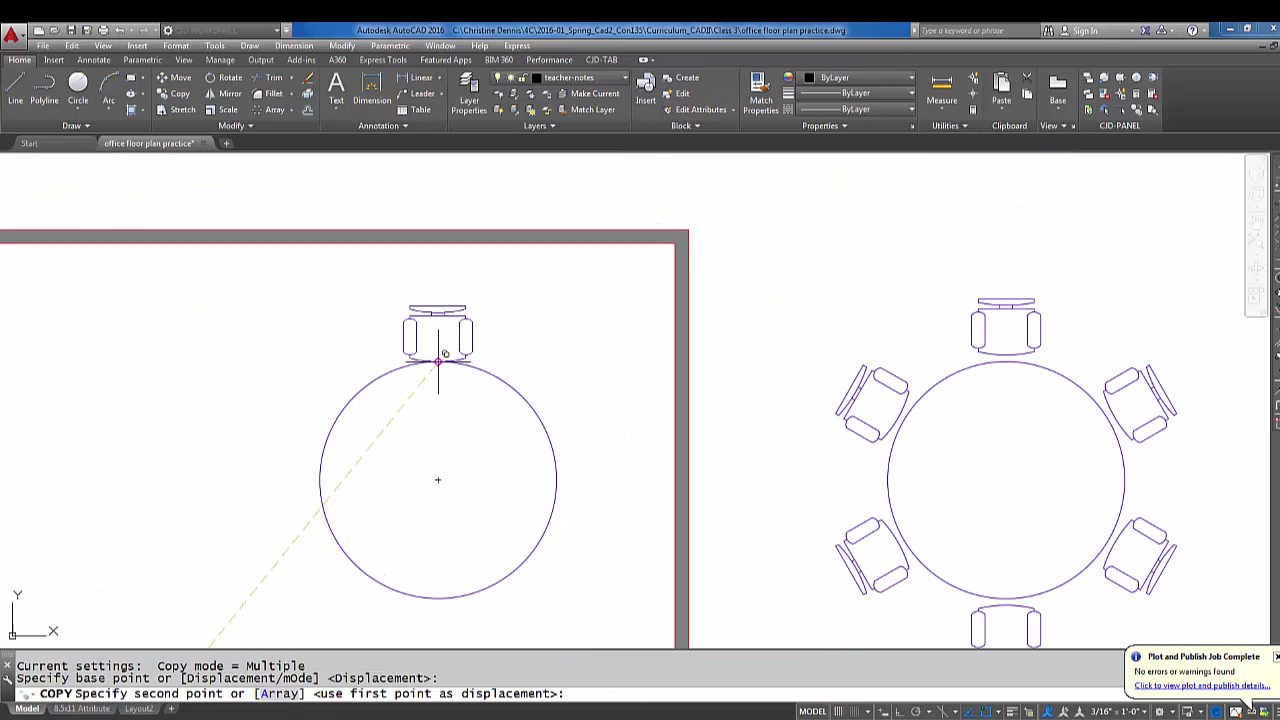 CJD WORKSPACE
Autodesk AutoCAD 2016 C:\Christine Dennis\4C\2016-01_Spring_Cad2_Con135\Curriculum_CADII\Class 3\office floor plan practice.dwg
Type a keyword or phrase
Sign In
File Edit View Insert Format Tools Draw Dimension Modify Parametric Window Help Express
Home Insert Annotate Parametric View Manage Output Add-ins A360 Express Tools Featured Apps BIM 360 Performance CJD-TAB
Line Polyline Circle Arc
Move Rotate Trim
Copy Mirror Fillet
Stretch Scale Array
Text Dimension
Linear
Leader
Table
Layer Properties
teacher-notes
Make Current
Match Layer
Insert
Create
Edit
Edit Attributes
Match Properties
ByLayer
ByLayer
ByLayer
Measure
Paste
Base
Draw Modify Annotation Layers Block Properties Utilities Clipboard View CJD-PANEL
Start office floor plan practice*
Y
X
Current settings: Copy mode = Multiple
Specify base point or [Displacement/mOde] <Displacement>:
COPY Specify second point or [Array] <use first point as displacement>:
Plot and Publish Job Complete
No errors or warnings found
Click to view plot and publish details...
Model 8.5x11 Attribute Layout2
MODEL
3/16" = 1'-0"